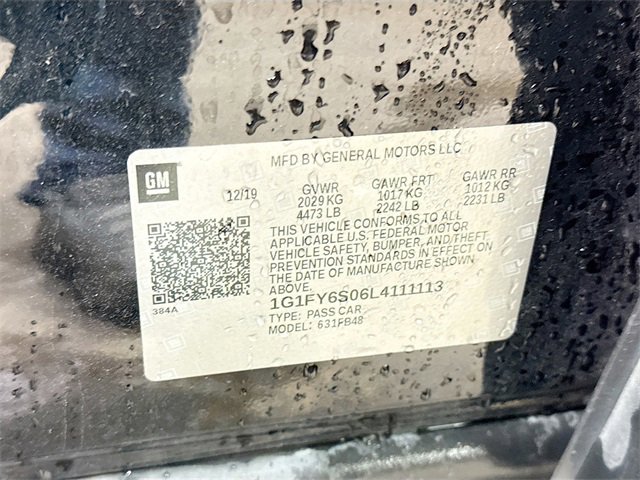 MFD BY GENERAL MOTORS LLC
GM
12/19 GVWR GAWR FRT GAWR RR
2029 KG 1017 KG 1012 KG
4473 LB 2242 LB 2231 LB
THIS VEHICLE CONFORMS TO ALL
APPLICABLE U.S. FEDERAL MOTOR
VEHICLE SAFETY, BUMPER, AND THEFT
PREVENTION STANDARDS IN EFFECT ON
THE DATE OF MANUFACTURE SHOWN
ABOVE.
384A
1G1FY6S06L4111113
TYPE: PASS CAR
MODEL: 631FB48